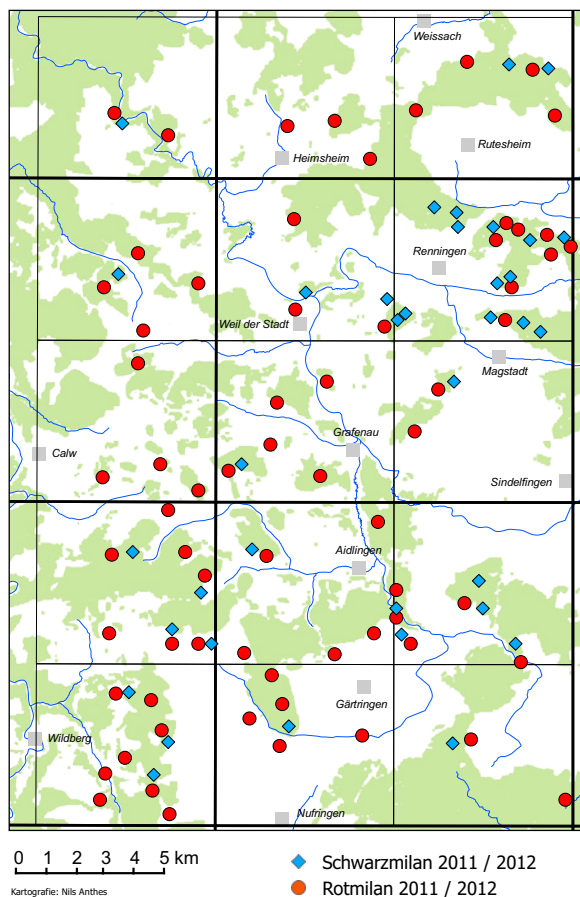 Weissach
Rutesheim
Heimsheim
Renningen
Weil der Stadt
Magstadt
Grafenau
Calw
Sindelfingen
Aidlingen
Gärtringen
Wildberg
Nufringen
0 1 2 3 4 5 km
Schwarzmilan 2011 / 2012
Rotmilan 2011 / 2012
Kartografie: Nils Anthes